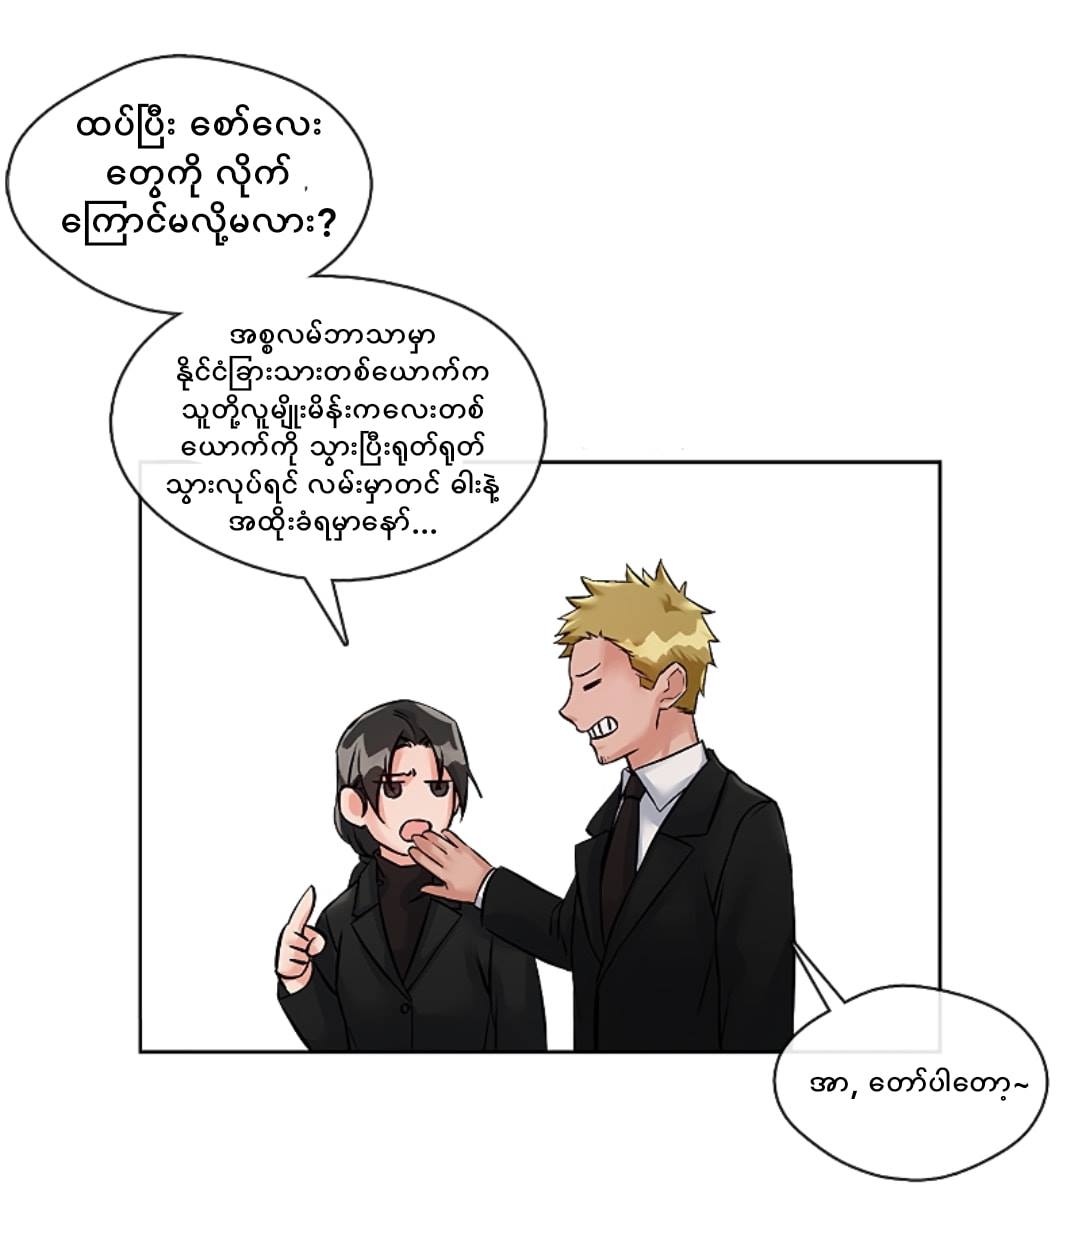 ထပ်ပြီး စော်လေး
တွေကို လိုက်
ကြောင်မလို့မလား?
အစ္စလမ်ဘာသာမှာ
နိုင်ငံခြားသားတစ်ယောက်က
သူတို့လူမျိုးမိန်းကလေးတစ်
ယောက်ကို သွားပြီးရုတ်ရုတ်
သွားလုပ်ရင် လမ်းမှာတင် ဓါးနဲ့
အထိုးခံရမှာနော်...
အာ, တော်ပါတော့~